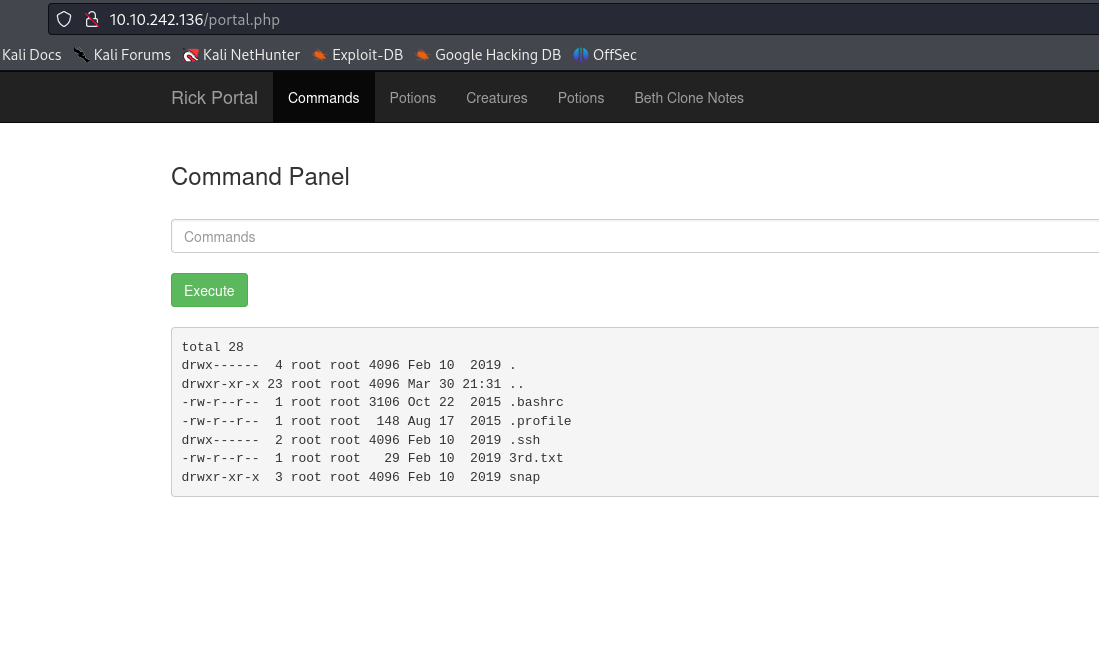 10.10.242.136/portal.php
Kali Docs Kali Forums Kali NetHunter Exploit-DB Google Hacking DB OffSec
Rick Portal Commands Potions Creatures Potions Beth Clone Notes
Command Panel
Commands
Execute
total 28
drwx------  4 root root 4096 Feb 10  2019 .
drwxr-xr-x 23 root root 4096 Mar 30 21:31 ..
-rw-r--r--  1 root root 3106 Oct 22  2015 .bashrc
-rw-r--r--  1 root root  148 Aug 17  2015 .profile
drwx------  2 root root 4096 Feb 10  2019 .ssh
-rw-r--r--  1 root root   29 Feb 10  2019 3rd.txt
drwxr-xr-x  3 root root 4096 Feb 10  2019 snap